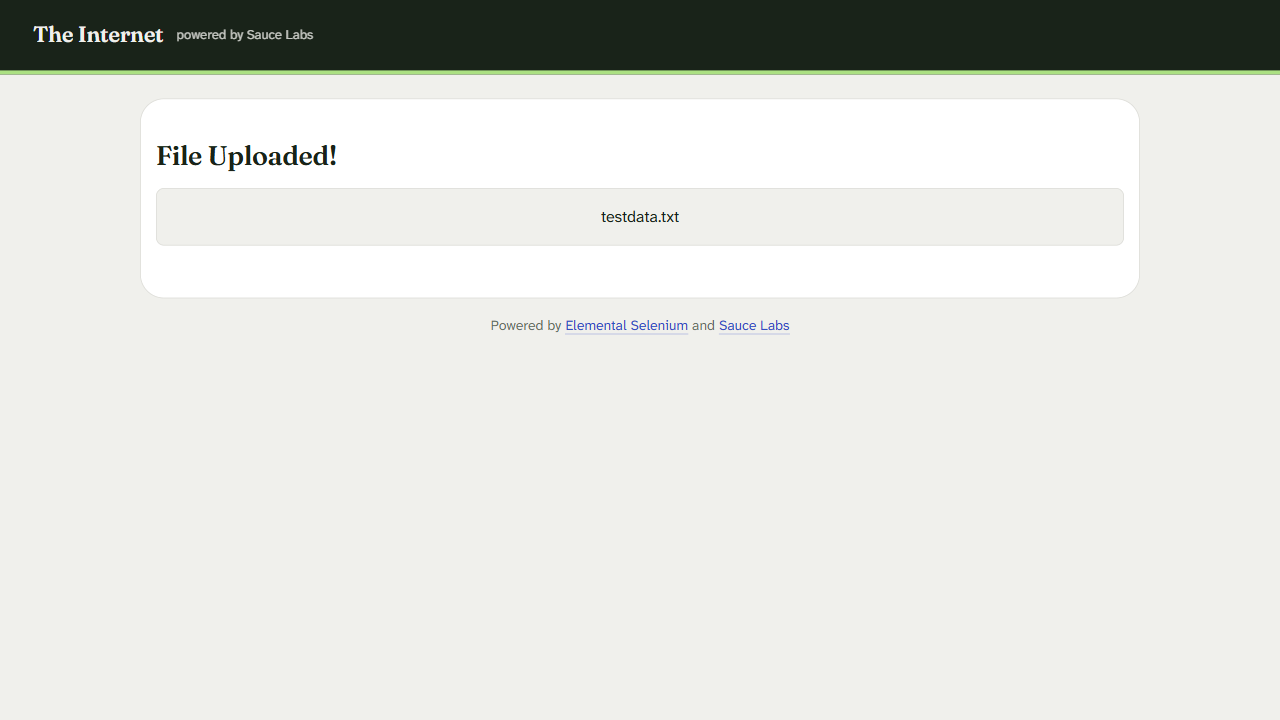 The Internet powered by Sauce Labs
File Uploaded!
testdata.txt
Powered by Elemental Selenium and Sauce Labs